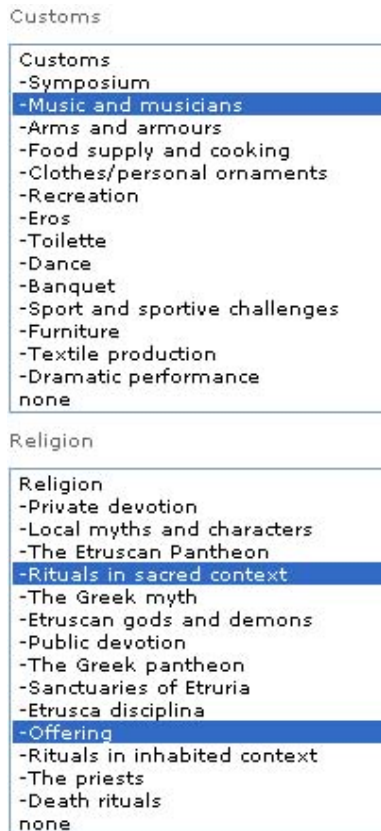 Customs
Customs
-Symposium
-Music and musicians
-Arms and armours
-Food supply and cooking
-Clothes/personal ornaments
-Recreation
-Eros
-Toilette
-Dance
-Banquet
-Sport and sportive challenges
-Furniture
-Textile production
-Dramatic performance
none
Religion
Religion
-Private devotion
-Local myths and characters
-The Etruscan Pantheon
-Rituals in sacred context
-The Greek myth
-Etruscan gods and demons
-Public devotion
-The Greek pantheon
-Sanctuaries of Etruria
-Etrusca disciplina
-Offering
-Rituals in inhabited context
-The priests
-Death rituals
none